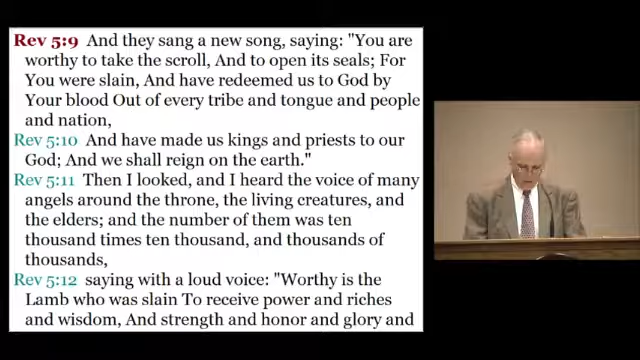 Rev 5:9 And they sang a new song, saying: "You are
worthy to take the scroll, And to open its seals; For
You were slain, And have redeemed us to God by
Your blood Out of every tribe and tongue and people
and nation,
Rev 5:10 And have made us kings and priests to our
God; And we shall reign on the earth."
Rev 5:11 Then I looked, and I heard the voice of many
angels around the throne, the living creatures, and
the elders; and the number of them was ten
thousand times ten thousand, and thousands of
thousands,
Rev 5:12 saying with a loud voice: "Worthy is the
Lamb who was slain To receive power and riches
and wisdom, And strength and honor and glory and